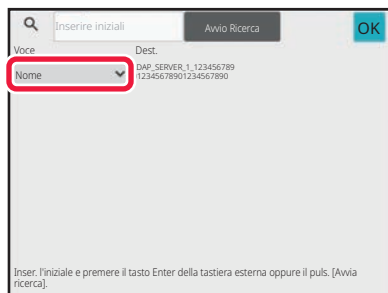 Inserire iniziali
Avvio Ricerca
OK
Voce
Dest.
Nome
DAP_SERVER_1_123456789
012345678901234567890
Inser. l'iniziale e premere il tasto Enter della tastiera esterna oppure il puls. [Avvia
ricerca].